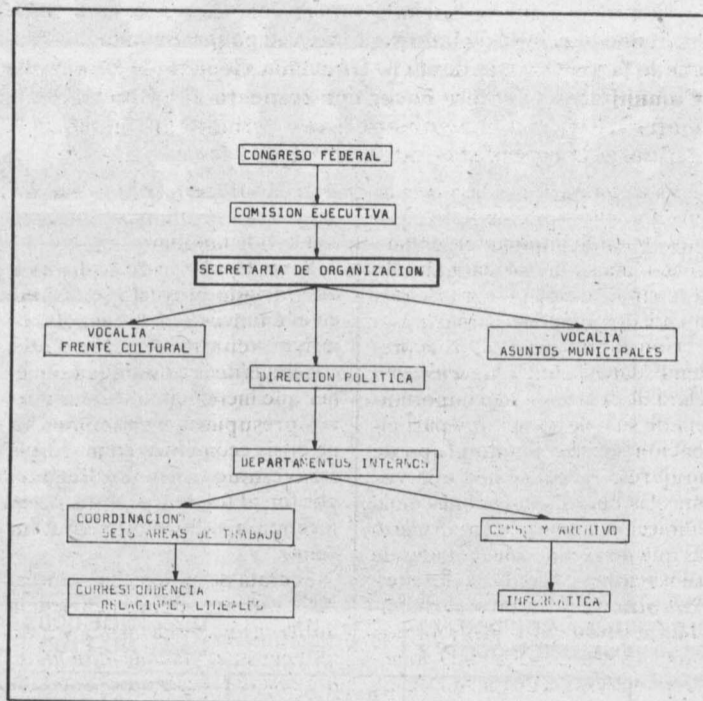 CONGRESO FEDERAL
COMISION EJECUTIVA
SECRETARIA DE ORGANIZACION
VOCALIA
FRENTE CULTURAL
VOCALIA
ASUNTOS MUNICIPALES
DIRECCION POLITICA
DEPARTAMENTOS INTERNOS
COORDINACION
SEIS AREAS DE TRABAJO
CENSO Y ARCHIVO
CORRESPONDENCIA
RELACIONES LINEALES
INFORMATICA